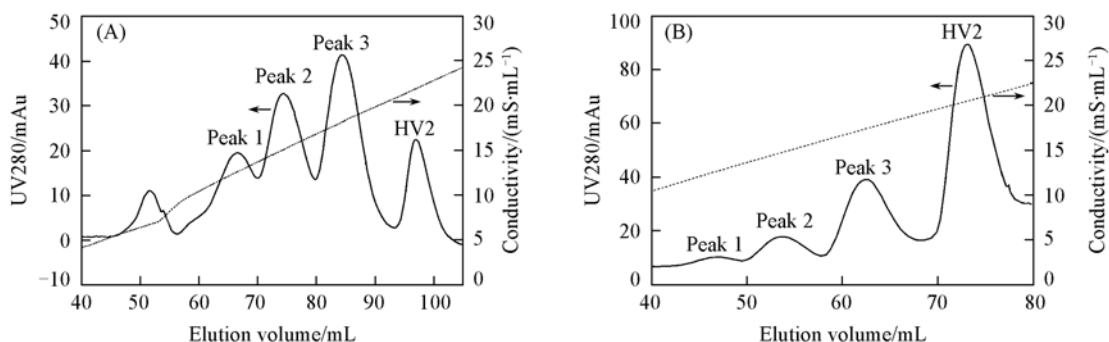 (A)
50
40
30
20
10
0
−10
UV280/mAu
Peak 1
Peak 2
Peak 3
HV2
30
25
20
15
10
5
0
Conductivity/(mS·mL⁻¹)
40 50 60 70 80 90 100
Elution volume/mL
(B)
100
80
60
40
20
0
UV280/mAu
Peak 1
Peak 2
Peak 3
HV2
30
25
20
15
10
5
0
Conductivity/(mS·mL⁻¹)
40 50 60 70 80
Elution volume/mL